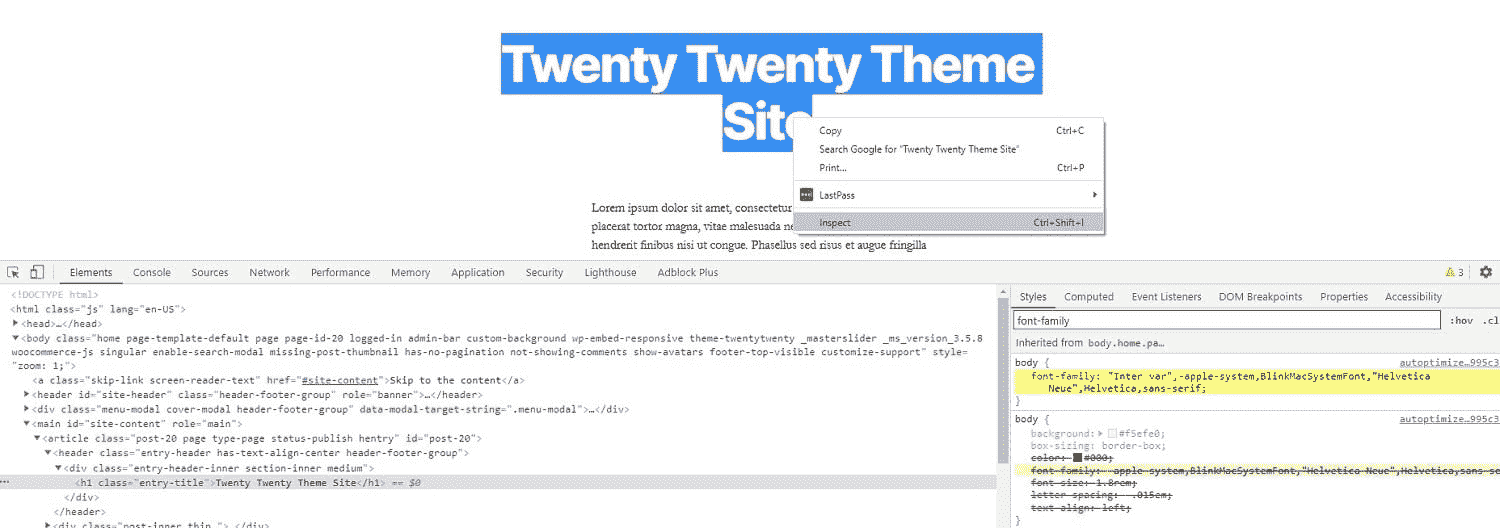 Twenty Twenty Theme
Site
Copy Ctrl+C
Search Google for "Twenty Twenty Theme Site"
Print... Ctrl+P
LastPass
Inspect Ctrl+Shift+I
Lorem ipsum dolor sit amet, consectetur
placerat tortor magna, vitae malesuada ne
hendrerit finibus nisi ut congue. Phasellus sed risus et augue fringilla
Elements Console Sources Network Performance Memory Application Security Lighthouse Adblock Plus 3
<!DOCTYPE html>
<html class="js" lang="en-US">
<head>…</head>
<body class="home page-template-default page page-id-20 logged-in admin-bar custom-background wp-embed-responsive theme-twentytwenty _masterslider _ms_version_3.5.8
woocommerce-js singular enable-search-modal missing-post-thumbnail has-no-pagination not-showing-comments show-avatars footer-top-visible customize-support" style=
"zoom: 1;">
<a class="skip-link screen-reader-text" href="#site-content">Skip to the content</a>
<header id="site-header" class="header-footer-group" role="banner">…</header>
<div class="menu-modal cover-modal header-footer-group" data-modal-target-string=".menu-modal">…</div>
<main id="site-content" role="main">
<article class="post-20 page type-page status-publish hentry" id="post-20">
<header class="entry-header has-text-align-center header-footer-group">
<div class="entry-header-inner section-inner medium">
… <h1 class="entry-title">Twenty Twenty Theme Site</h1> == $0
</div>
</header>
<div class="post-inner thin "> </div>
Styles Computed Event Listeners DOM Breakpoints Properties Accessibility
font-family :hov .cl
Inherited from body.home.pa…
body { autoptimize…995c3
font-family: "Inter var",-apple-system,BlinkMacSystemFont,"Helvetica
Neue",Helvetica,sans-serif;
}
body { autoptimize…995c3
background: #f5efe0;
box-sizing: border-box;
color: #000;
font-family: -apple-system,BlinkMacSystemFont,"Helvetica Neue",Helvetica,sans-se
font-size: 1.8rem;
letter-spacing: -.015em;
text-align: left;
}